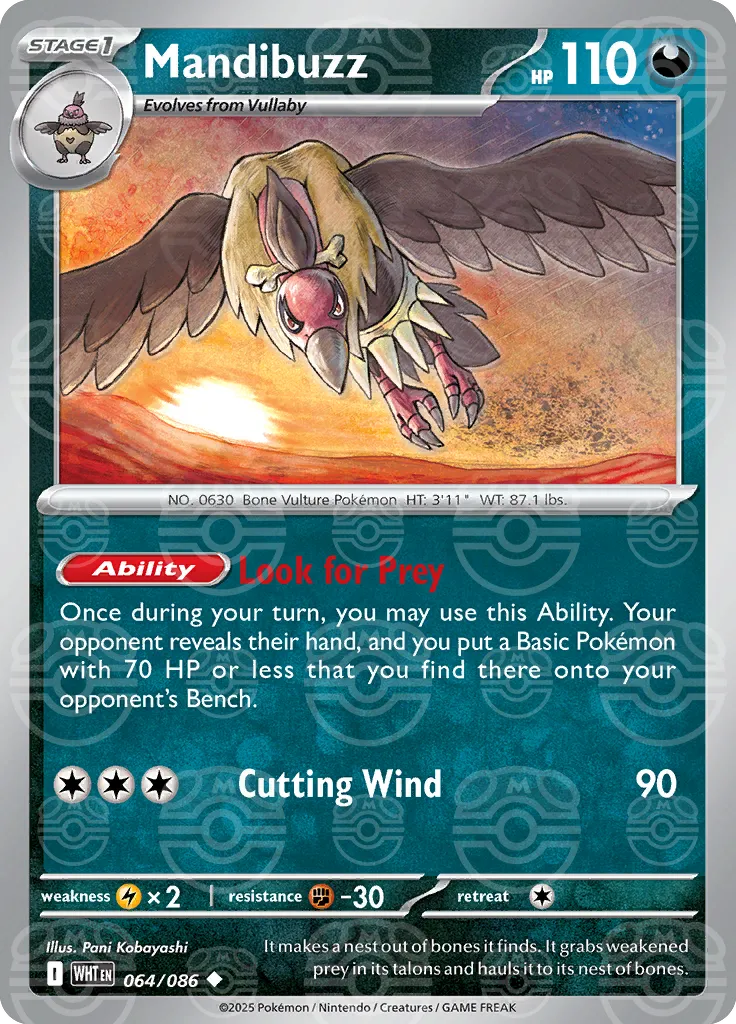 STAGE1
Mandibuzz
HP 110
Evolves from Vullaby
NO. 0630 Bone Vulture Pokémon HT: 3'11" WT: 87.1 lbs.
Ability Look for Prey
Once during your turn, you may use this Ability. Your
opponent reveals their hand, and you put a Basic Pokémon
with 70 HP or less that you find there onto your
opponent's Bench.
Cutting Wind 90
weakness ×2 resistance -30 retreat
Illus. Pani Kobayashi
It makes a nest out of bones it finds. It grabs weakened
prey in its talons and hauls it to its nest of bones.
I WHT EN 064/086
©2025 Pokémon / Nintendo / Creatures / GAME FREAK